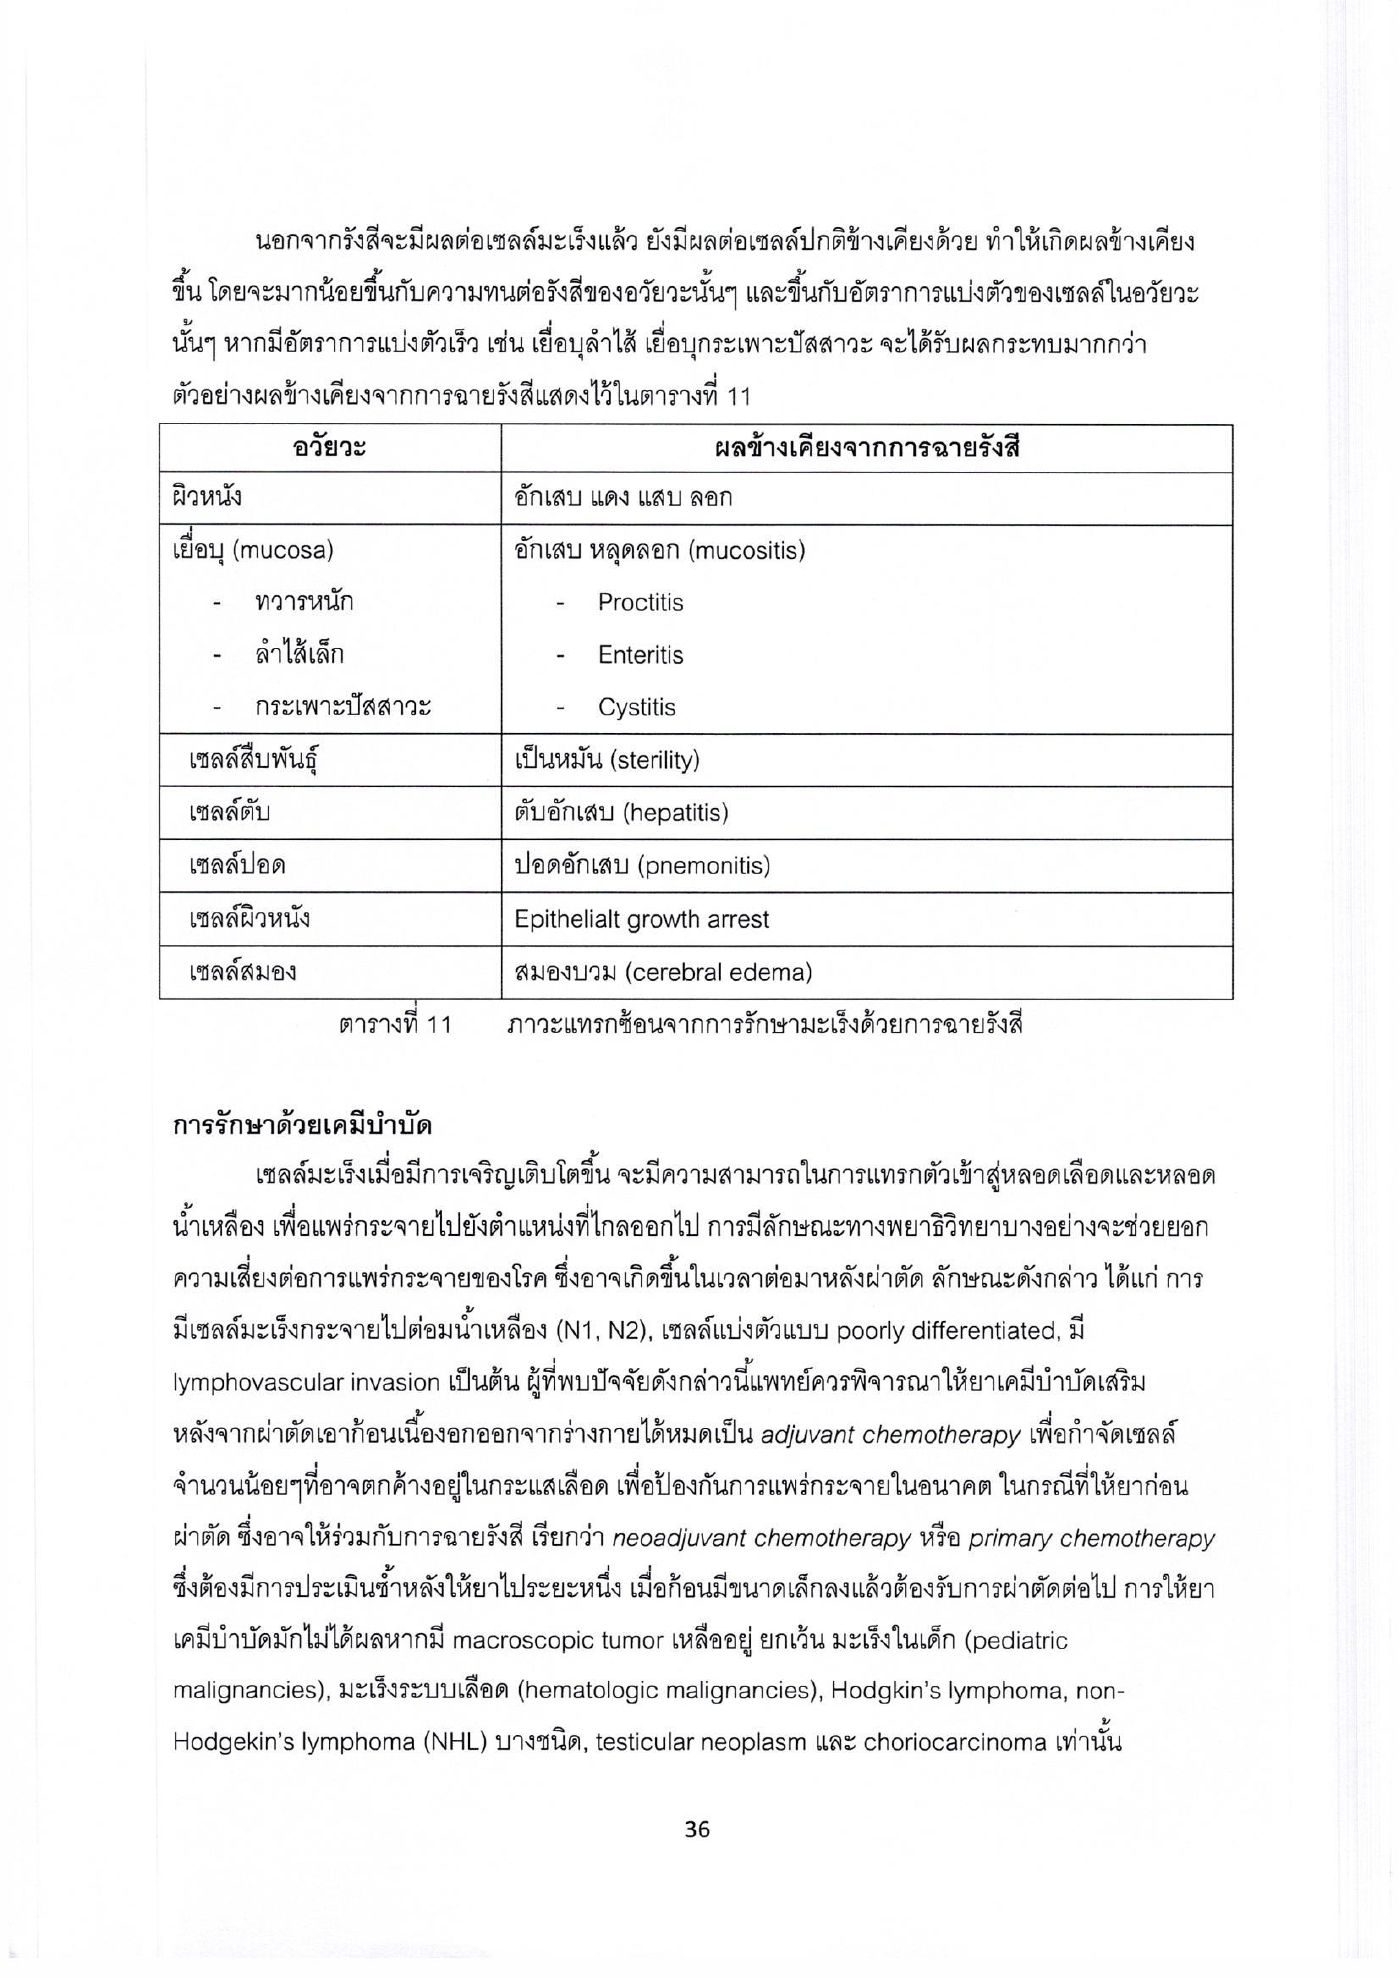 นอกจากรังสีจะมีผลต่อเซลล์มะเร็งแล้ว ยังมีผลต่อเซลล์ปกติข้างเคียงด้วย ทำให้เกิดผลข้างเคียง
ขึ้น โดยจะมากน้อยขึ้นกับความทนต่อรังสีของอวัยวะนั้นๆ และขึ้นกับอัตราการแบ่งตัวของเซลล์ในอวัยวะ
นั้นๆ หากมีอัตราการแบ่งตัวเร็ว เช่น เยื่อบุลำไส้ เยื่อบุกระเพาะปัสสาวะ จะได้รับผลกระทบมากกว่า
ตัวอย่างผลข้างเคียงจากการฉายรังสีแสดงไว้ในตารางที่ 11
อวัยวะ ผลข้างเคียงจากการฉายรังสี
ผิวหนัง อักเสบ แดง แสบ ลอก
เยื่อบุ (mucosa) อักเสบ หลุดลอก (mucositis)
- ทวารหนัก - Proctitis
- ลำไส้เล็ก - Enteritis
- กระเพาะปัสสาวะ - Cystitis
เซลล์สืบพันธุ์ เป็นหมัน (sterility)
เซลล์ตับ ตับอักเสบ (hepatitis)
เซลล์ปอด ปอดอักเสบ (pnemonitis)
เซลล์ผิวหนัง Epithelialt growth arrest
เซลล์สมอง สมองบวม (cerebral edema)
ตารางที่ 11 ภาวะแทรกซ้อนจากการรักษามะเร็งด้วยการฉายรังสี
การรักษาด้วยเคมีบำบัด
เซลล์มะเร็งเมื่อมีการเจริญเติบโตขึ้น จะมีความสามารถในการแทรกตัวเข้าสู่หลอดเลือดและหลอด
น้ำเหลือง เพื่อแพร่กระจายไปยังตำแหน่งที่ไกลออกไป การมีลักษณะทางพยาธิวิทยาบางอย่างจะช่วยยอก
ความเสี่ยงต่อการแพร่กระจายของโรค ซึ่งอาจเกิดขึ้นในเวลาต่อมาหลังผ่าตัด ลักษณะดังกล่าว ได้แก่ การ
มีเซลล์มะเร็งกระจายไปต่อมน้ำเหลือง (N1, N2), เซลล์แบ่งตัวแบบ poorly differentiated, มี
lymphovascular invasion เป็นต้น ผู้ที่พบปัจจัยดังกล่าวนี้แพทย์ควรพิจารณาให้ยาเคมีบำบัดเสริม
หลังจากผ่าตัดเอาก้อนเนื้องอกออกจากร่างกายได้หมดเป็น adjuvant chemotherapy เพื่อกำจัดเซลล์
จำนวนน้อยๆที่อาจตกค้างอยู่ในกระแสเลือด เพื่อป้องกันการแพร่กระจายในอนาคต ในกรณีที่ให้ยาก่อน
ผ่าตัด ซึ่งอาจให้ร่วมกับการฉายรังสี เรียกว่า neoadjuvant chemotherapy หรือ primary chemotherapy
ซึ่งต้องมีการประเมินซ้ำหลังให้ยาไประยะหนึ่ง เมื่อก้อนมีขนาดเล็กลงแล้วต้องรับการผ่าตัดต่อไป การให้ยา
เคมีบำบัดมักไม่ได้ผลหากมี macroscopic tumor เหลืออยู่ ยกเว้น มะเร็งในเด็ก (pediatric
malignancies), มะเร็งระบบเลือด (hematologic malignancies), Hodgkin's lymphoma, non-
Hodgekin's lymphoma (NHL) บางชนิด, testicular neoplasm และ choriocarcinoma เท่านั้น
36